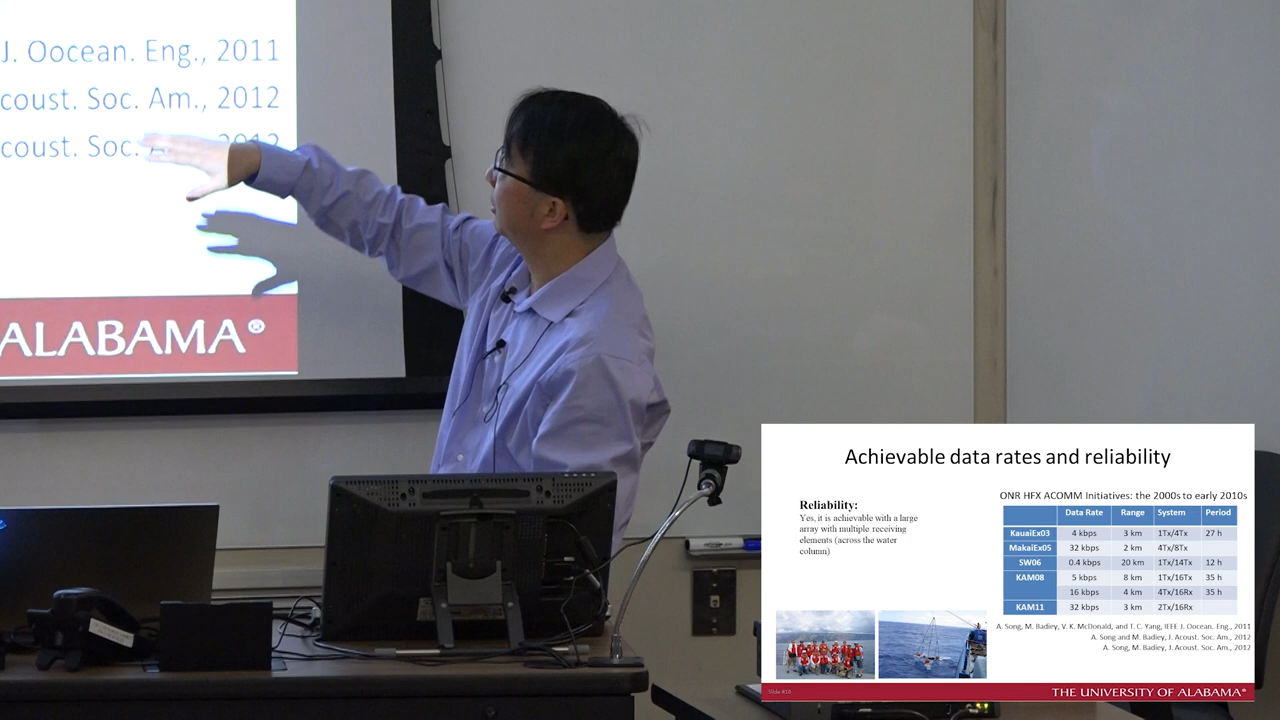 J. Oocean. Eng., 2011
coust. Soc. Am., 2012
coust. Soc. 2012
ALABAMA®
Achievable data rates and reliability
Reliability:
Yes, it is achievable with a large
array with multiple receiving
elements (across the water
column)
ONR HFX ACOMM Initiatives: the 2000s to early 2010s
Data Rate Range System Period
KauaiEx03 4 kbps 3 km 1Tx/4Tx 27 h
MakaiEx05 32 kbps 2 km 4Tx/8Tx
SW06 0.4 kbps 20 km 1Tx/14Tx 12 h
KAM08 5 kbps 8 km 1Tx/16Tx 35 h
16 kbps 4 km 4Tx/16Rx 35 h
KAM11 32 kbps 3 km 2Tx/16Rx
A. Song, M. Badiey, V. K. McDonald, and T. C. Yang, IEEE J. Oocean. Eng., 2011
A. Song and M. Badiey, J. Acoust. Soc. Am., 2012
A. Song, M. Badiey, J. Acoust. Soc. Am., 2012
Slide #16
THE UNIVERSITY OF ALABAMA®